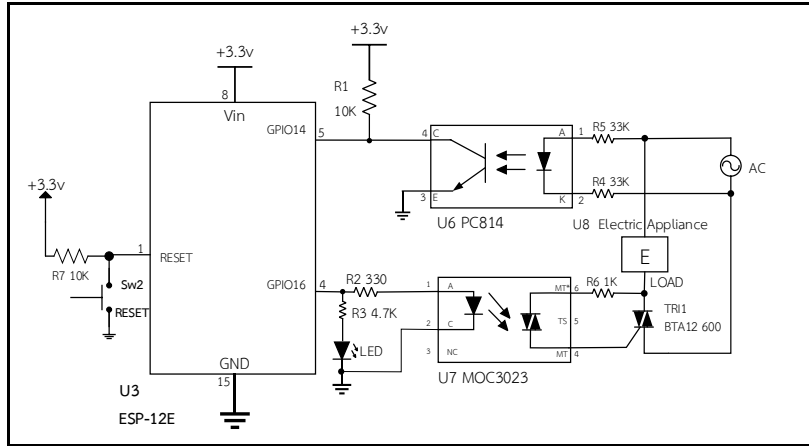 +3.3v
+3.3v
8
Vin
R1
10K
GPIO14
5
4
C
A
1
R5 33K
3
E
K
2
R4 33K
AC
U6 PC814
U8 Electric Appliance
E
LOAD
+3.3v
1
RESET
R7 10K
Sw2
RESET
GPIO16
4
R2 330
R3 4.7K
LED
1
A
2
C
3
NC
MT*
6
TS
5
MT
4
R6 1K
TRI1
BTA12 600
U7 MOC3023
GND
15
U3
ESP-12E